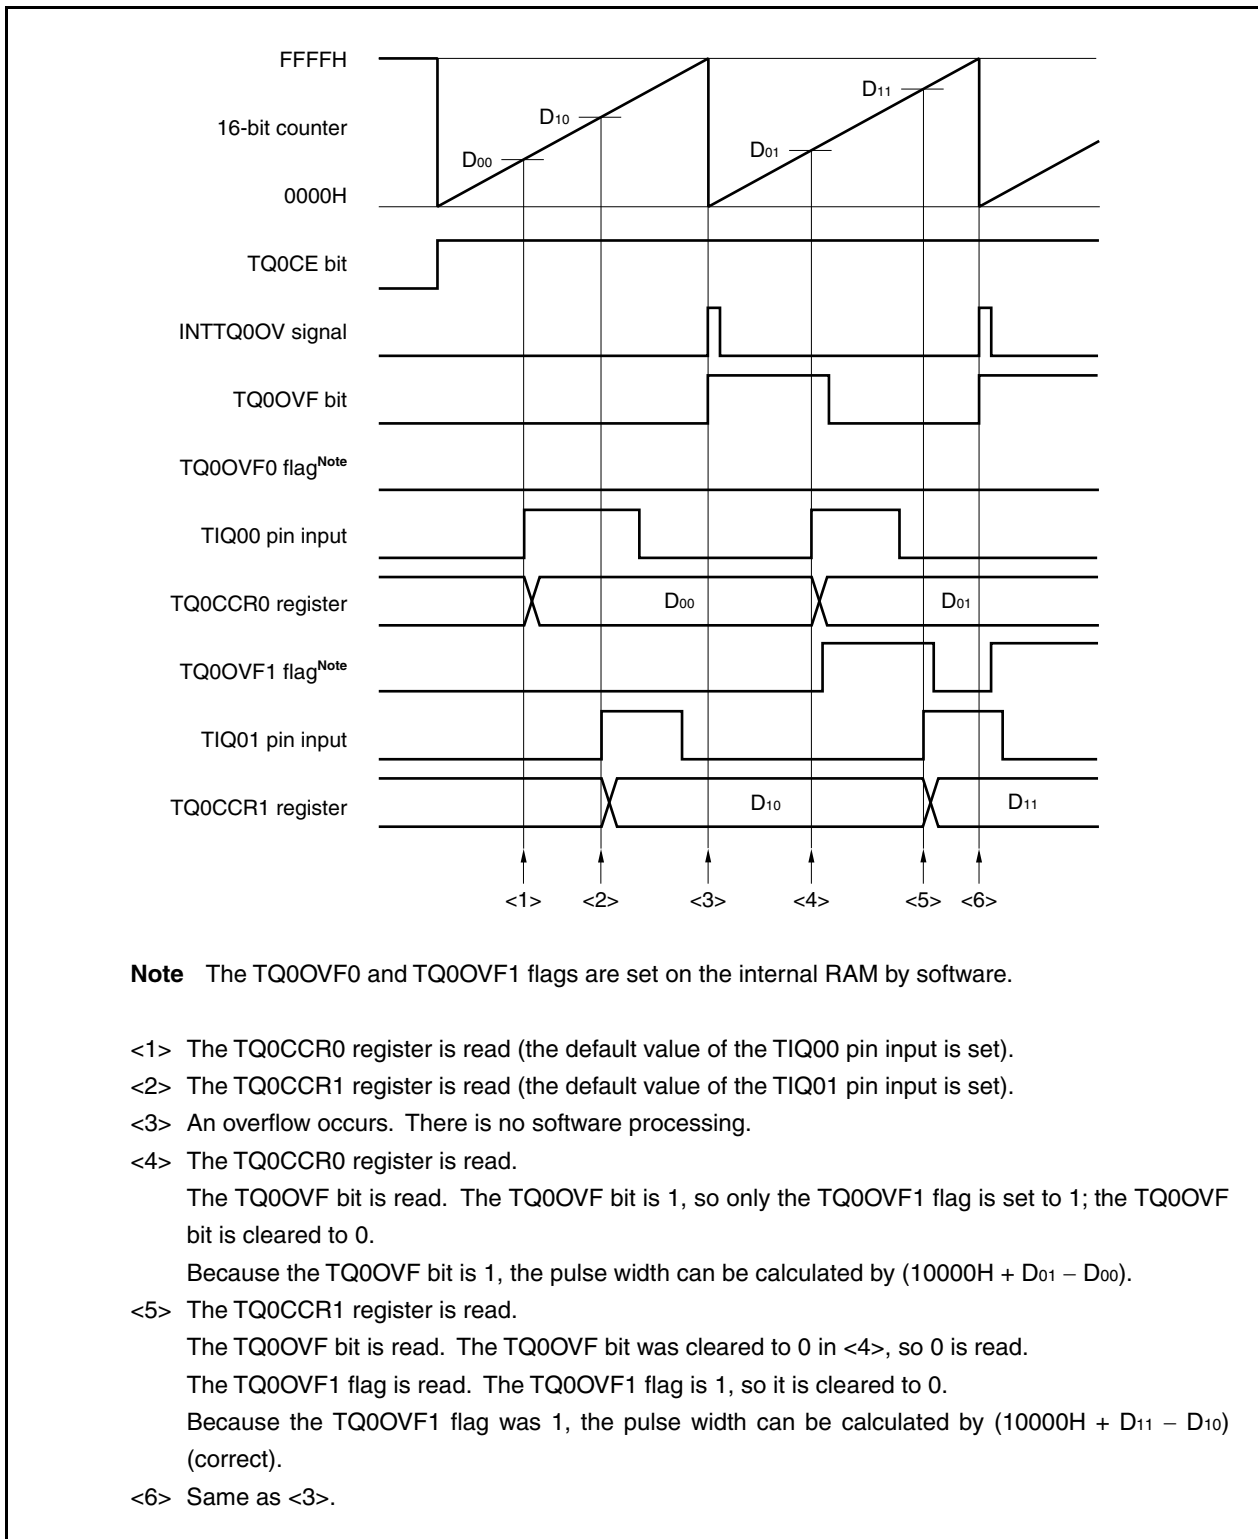 FFFFH
D11
D10
16-bit counter
D01
D00
0000H
TQ0CE bit
INTTQ0OV signal
TQ0OVF bit
TQ0OVF0 flagNote
TIQ00 pin input
TQ0CCR0 register D00 D01
TQ0OVF1 flagNote
TIQ01 pin input
TQ0CCR1 register D10 D11
<1> <2> <3> <4> <5> <6>
Note The TQ0OVF0 and TQ0OVF1 flags are set on the internal RAM by software.
<1> The TQ0CCR0 register is read (the default value of the TIQ00 pin input is set).
<2> The TQ0CCR1 register is read (the default value of the TIQ01 pin input is set).
<3> An overflow occurs. There is no software processing.
<4> The TQ0CCR0 register is read.
The TQ0OVF bit is read. The TQ0OVF bit is 1, so only the TQ0OVF1 flag is set to 1; the TQ0OVF
bit is cleared to 0.
Because the TQ0OVF bit is 1, the pulse width can be calculated by (10000H + D01 − D00).
<5> The TQ0CCR1 register is read.
The TQ0OVF bit is read. The TQ0OVF bit was cleared to 0 in <4>, so 0 is read.
The TQ0OVF1 flag is read. The TQ0OVF1 flag is 1, so it is cleared to 0.
Because the TQ0OVF1 flag was 1, the pulse width can be calculated by (10000H + D11 − D10)
(correct).
<6> Same as <3>.